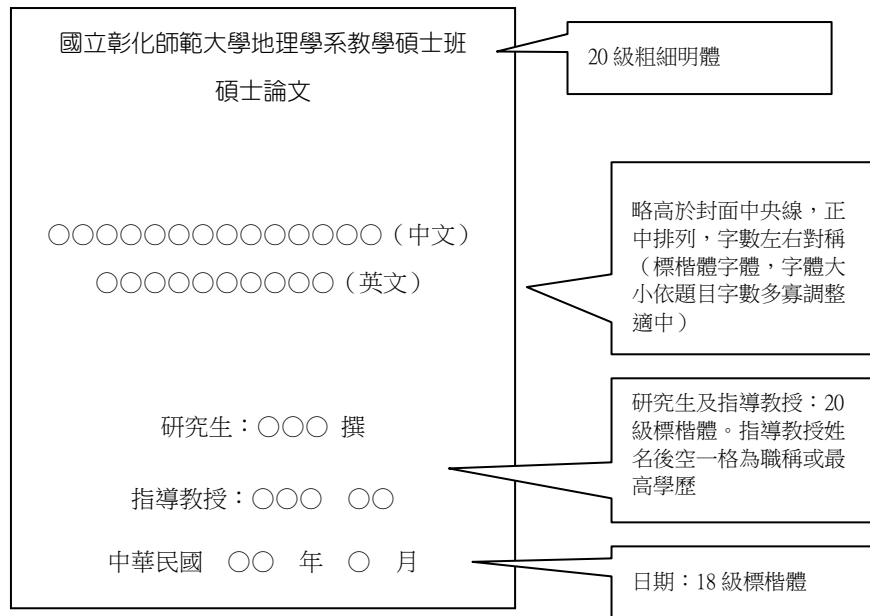 國立彰化師範大學地理學系教學碩士班
碩士論文
20 級粗細明體
○○○○○○○○○○○○○○（中文）
○○○○○○○○○○（英文）
略高於封面中央線，正
中排列，字數左右對稱
（標楷體字體，字體大
小依題目字數多寡調整
適中）
研究生：○○○ 撰
指導教授：○○○ ○○
研究生及指導教授：20
級標楷體。指導教授姓
名後空一格為職稱或最
高學歷
中華民國 ○○ 年 ○ 月
日期：18 級標楷體